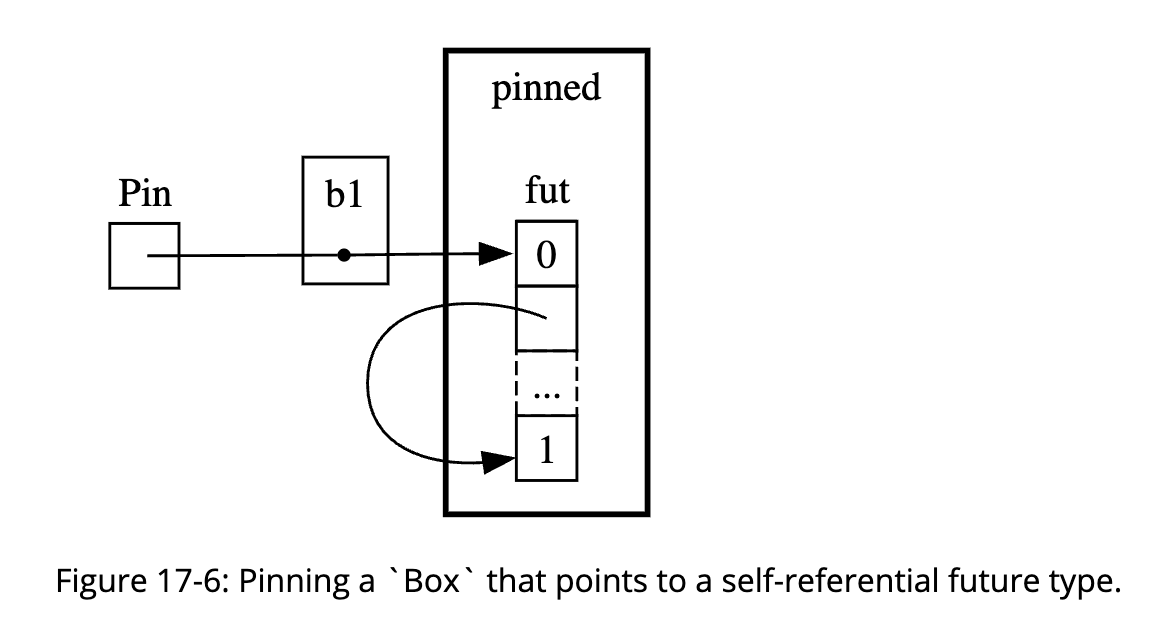 pinned
Pin
b1
fut
0
...
1
Figure 17-6: Pinning a `Box` that points to a self-referential future type.